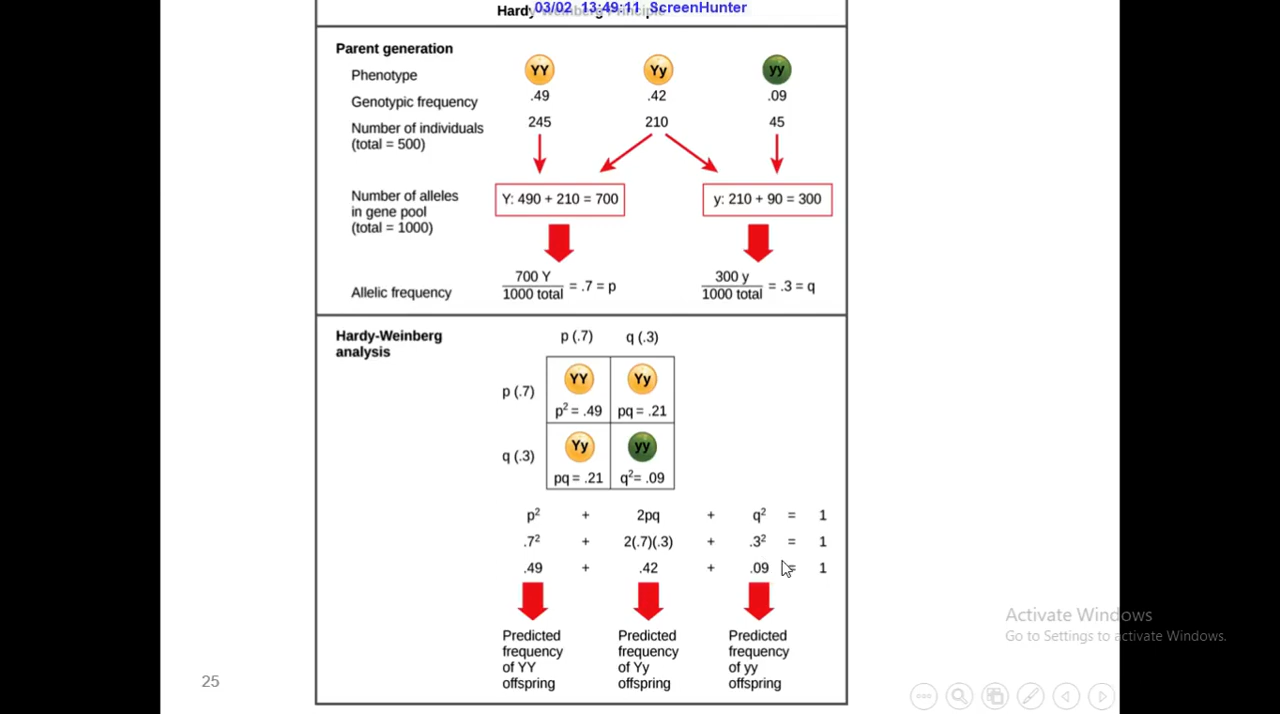 Hardy-Weinberg Principle
03/02 13:49:11 ScreenHunter
Parent generation
Phenotype
YY
Yy
yy
Genotypic frequency
.49
.42
.09
Number of individuals
(total = 500)
245
210
45
Number of alleles
in gene pool
(total = 1000)
Y: 490 + 210 = 700
y: 210 + 90 = 300
Allelic frequency
700 Y
1000 total
= .7 = p
300 y
1000 total
= .3 = q
Hardy-Weinberg
analysis
p (.7)
q (.3)
p (.7)
YY
p² = .49
Yy
pq = .21
q (.3)
Yy
pq = .21
yy
q²= .09
p² + 2pq + q² = 1
.7² + 2(.7)(.3) + .3² = 1
.49 + .42 + .09 = 1
Predicted
frequency
of YY
offspring
Predicted
frequency
of Yy
offspring
Predicted
frequency
of yy
offspring
Activate Windows
Go to Settings to activate Windows.
25